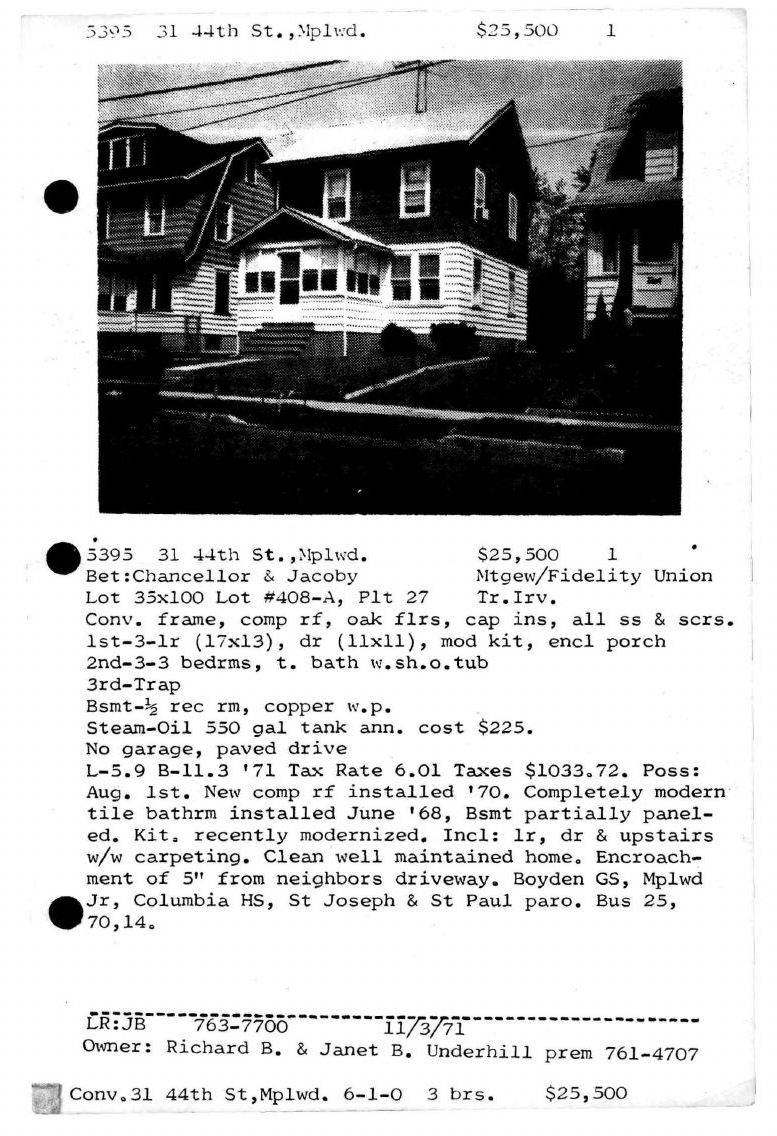 5395 31 44th St.,Mplwd. $25,500 1
5395 31 44th St.,Mplwd. $25,500 1
Bet:Chancellor & Jacoby Mtgew/Fidelity Union
Lot 35x100 Lot #408-A, Plt 27 Tr.Irv.
Conv. frame, comp rf, oak flrs, cap ins, all ss & scrs.
1st-3-lr (17x13), dr (11x11), mod kit, encl porch
2nd-3-3 bedrms, t. bath w.sh.o.tub
3rd-Trap
Bsmt-½ rec rm, copper w.p.
Steam-Oil 550 gal tank ann. cost $225.
No garage, paved drive
L-5.9 B-11.3 '71 Tax Rate 6.01 Taxes $1033.72. Poss:
Aug. 1st. New comp rf installed '70. Completely modern
tile bathrm installed June '68, Bsmt partially panel-
ed. Kit. recently modernized. Incl: lr, dr & upstairs
w/w carpeting. Clean well maintained home. Encroach-
ment of 5" from neighbors driveway. Boyden GS, Mplwd
Jr, Columbia HS, St Joseph & St Paul paro. Bus 25,
70,14.
LR:JB 763-7700 11/3/71
Owner: Richard B. & Janet B. Underhill prem 761-4707
Conv.31 44th St,Mplwd. 6-1-0 3 brs. $25,500